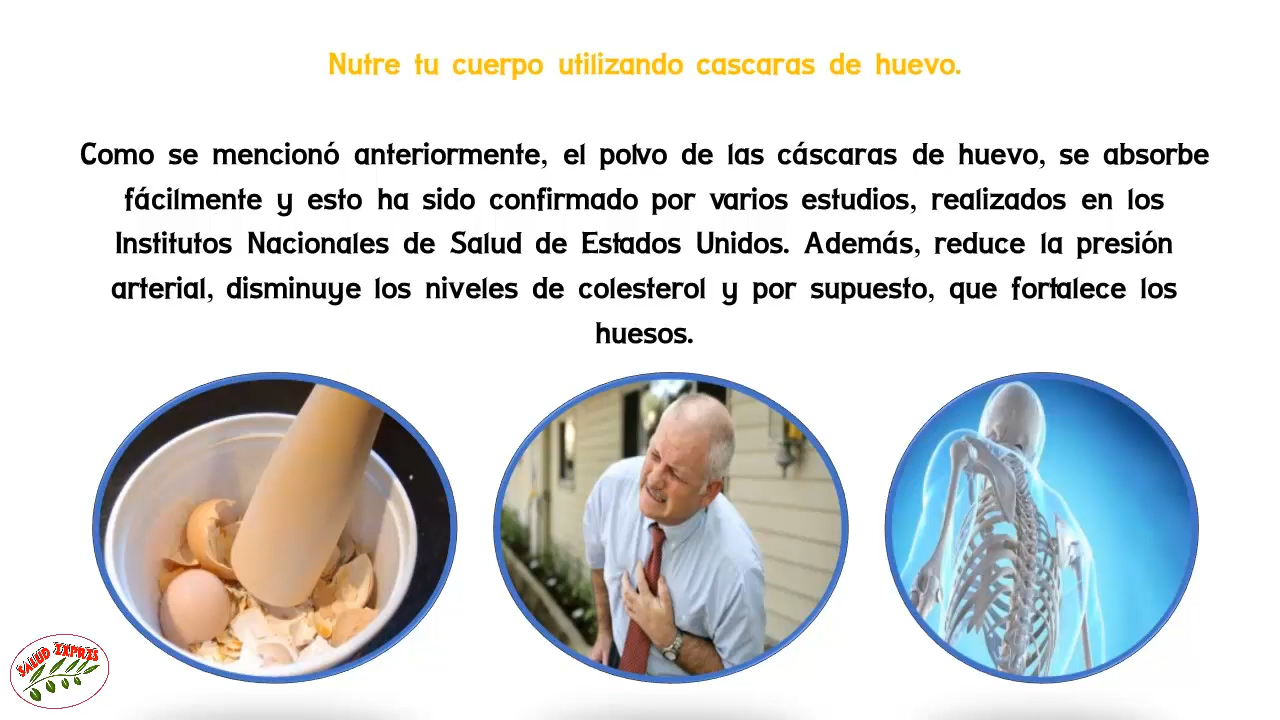 Nutre tu cuerpo utilizando cascaras de huevo.
Como se mencionó anteriormente, el polvo de las cáscaras de huevo, se absorbe
fácilmente y esto ha sido confirmado por varios estudios, realizados en los
Institutos Nacionales de Salud de Estados Unidos. Además, reduce la presión
arterial, disminuye los niveles de colesterol y por supuesto, que fortalece los
huesos.
SALUD EXPRES